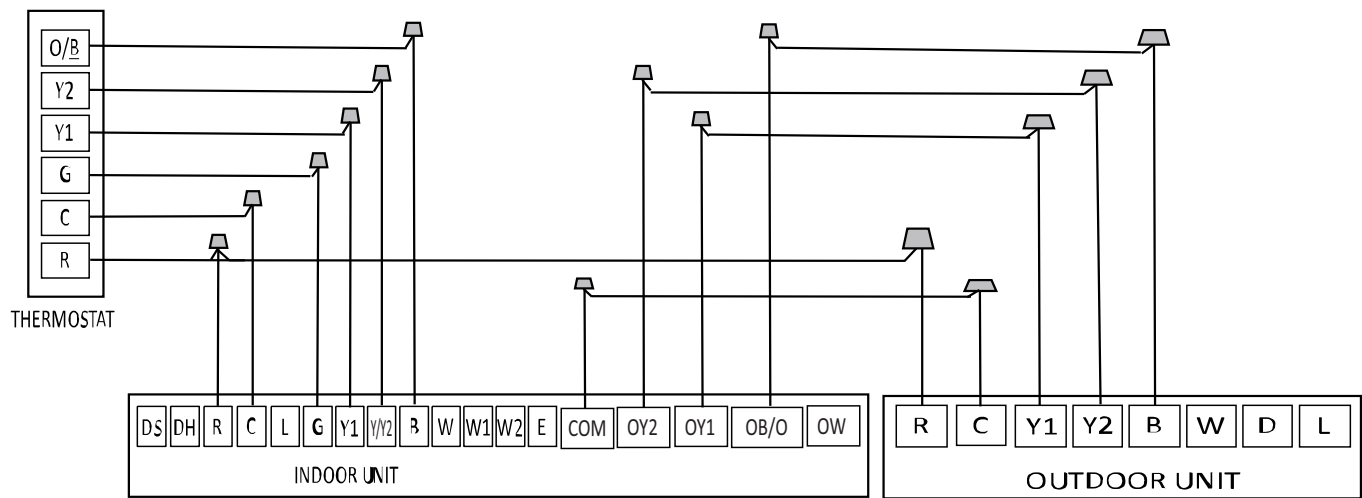 O/B
Y2
Y1
G
C
R
THERMOSTAT
DS DH R C L G Y1 Y/Y2 B W W1 W2 E COM OY2 OY1 OB/O OW
INDOOR UNIT
R C Y1 Y2 B W D L
OUTDOOR UNIT